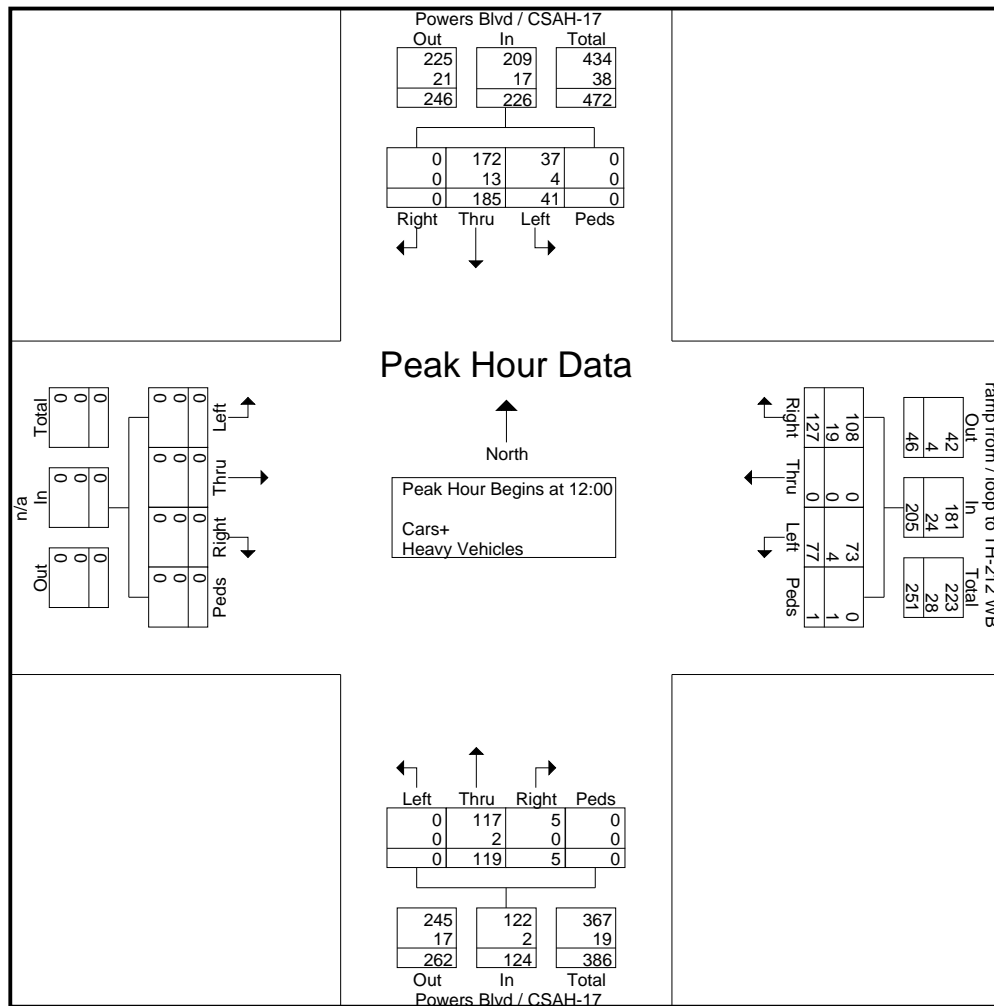 Powers Blvd / CSAH-17
Out In Total
225 209 434
21 17 38
246 226 472
0 172 37 0
0 13 4 0
0 185 41 0
Right Thru Left Peds
Peak Hour Data
North
Peak Hour Begins at 12:00
Cars+
Heavy Vehicles
n/a
Out In Total
0 0 0
0 0 0
0 0 0
Left Thru Right Peds
0 0 0 0
0 0 0 0
0 0 0 0
ramp from / loop to TH-212 WB
Out In Total
42 181 223
4 24 28
46 205 251
108 0 73 0
19 0 4 1
127 0 77 1
Right Thru Left Peds
Left Thru Right Peds
0 117 5 0
0 2 0 0
0 119 5 0
245 122 367
17 2 19
262 124 386
Out In Total
Powers Blvd / CSAH-17